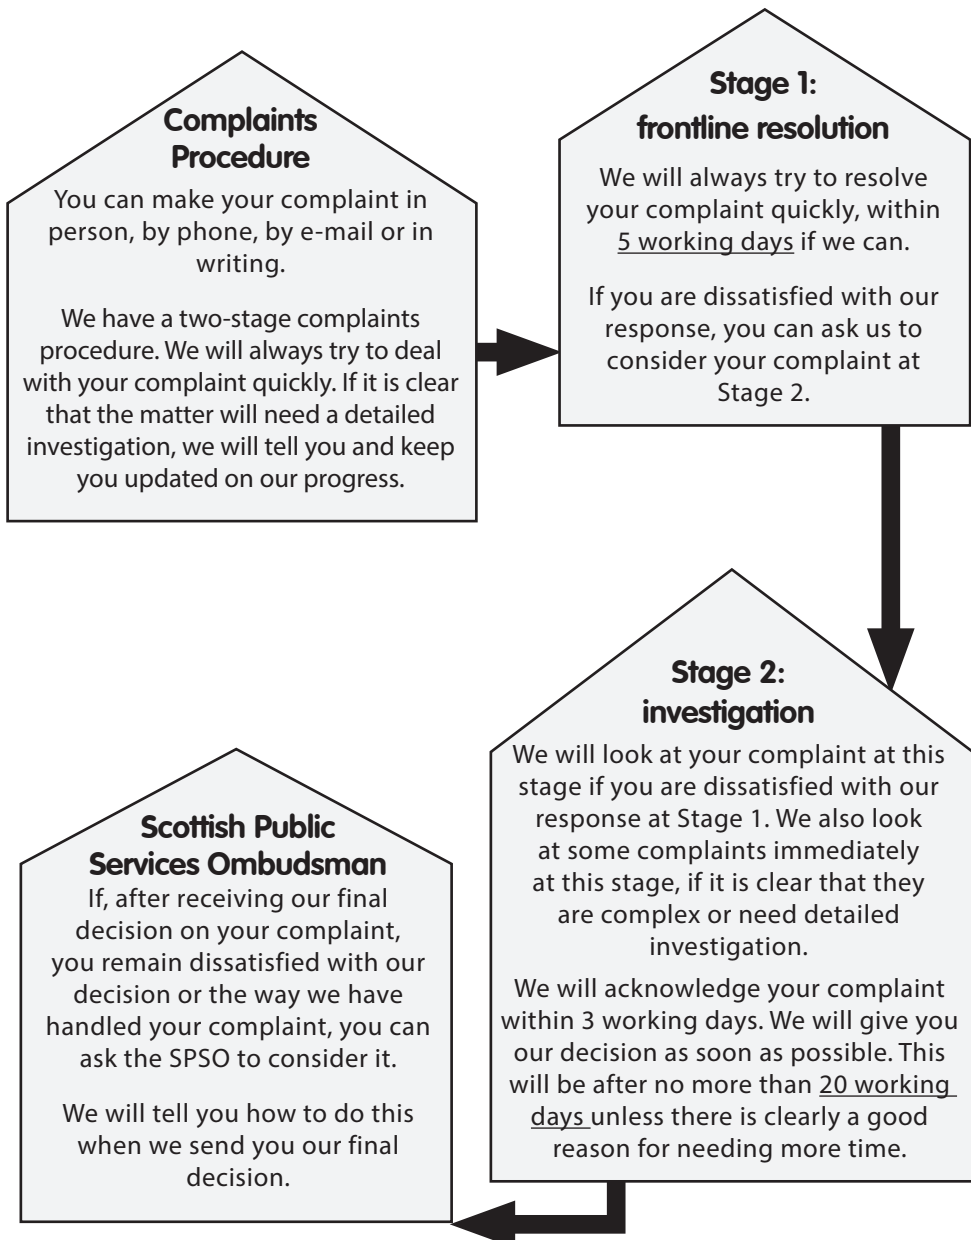 Complaints
Procedure
You can make your complaint in
person, by phone, by e-mail or in
writing.
We have a two-stage complaints
procedure. We will always try to deal
with your complaint quickly. If it is clear
that the matter will need a detailed
investigation, we will tell you and keep
you updated on our progress.
Stage 1:
frontline resolution
We will always try to resolve
your complaint quickly, within
5 working days if we can.
If you are dissatisfied with our
response, you can ask us to
consider your complaint at
Stage 2.
Stage 2:
investigation
We will look at your complaint at this
stage if you are dissatisfied with our
response at Stage 1. We also look
at some complaints immediately
at this stage, if it is clear that they
are complex or need detailed
investigation.
We will acknowledge your complaint
within 3 working days. We will give you
our decision as soon as possible. This
will be after no more than 20 working
days unless there is clearly a good
reason for needing more time.
Scottish Public
Services Ombudsman
If, after receiving our final
decision on your complaint,
you remain dissatisfied with our
decision or the way we have
handled your complaint, you can
ask the SPSO to consider it.
We will tell you how to do this
when we send you our final
decision.